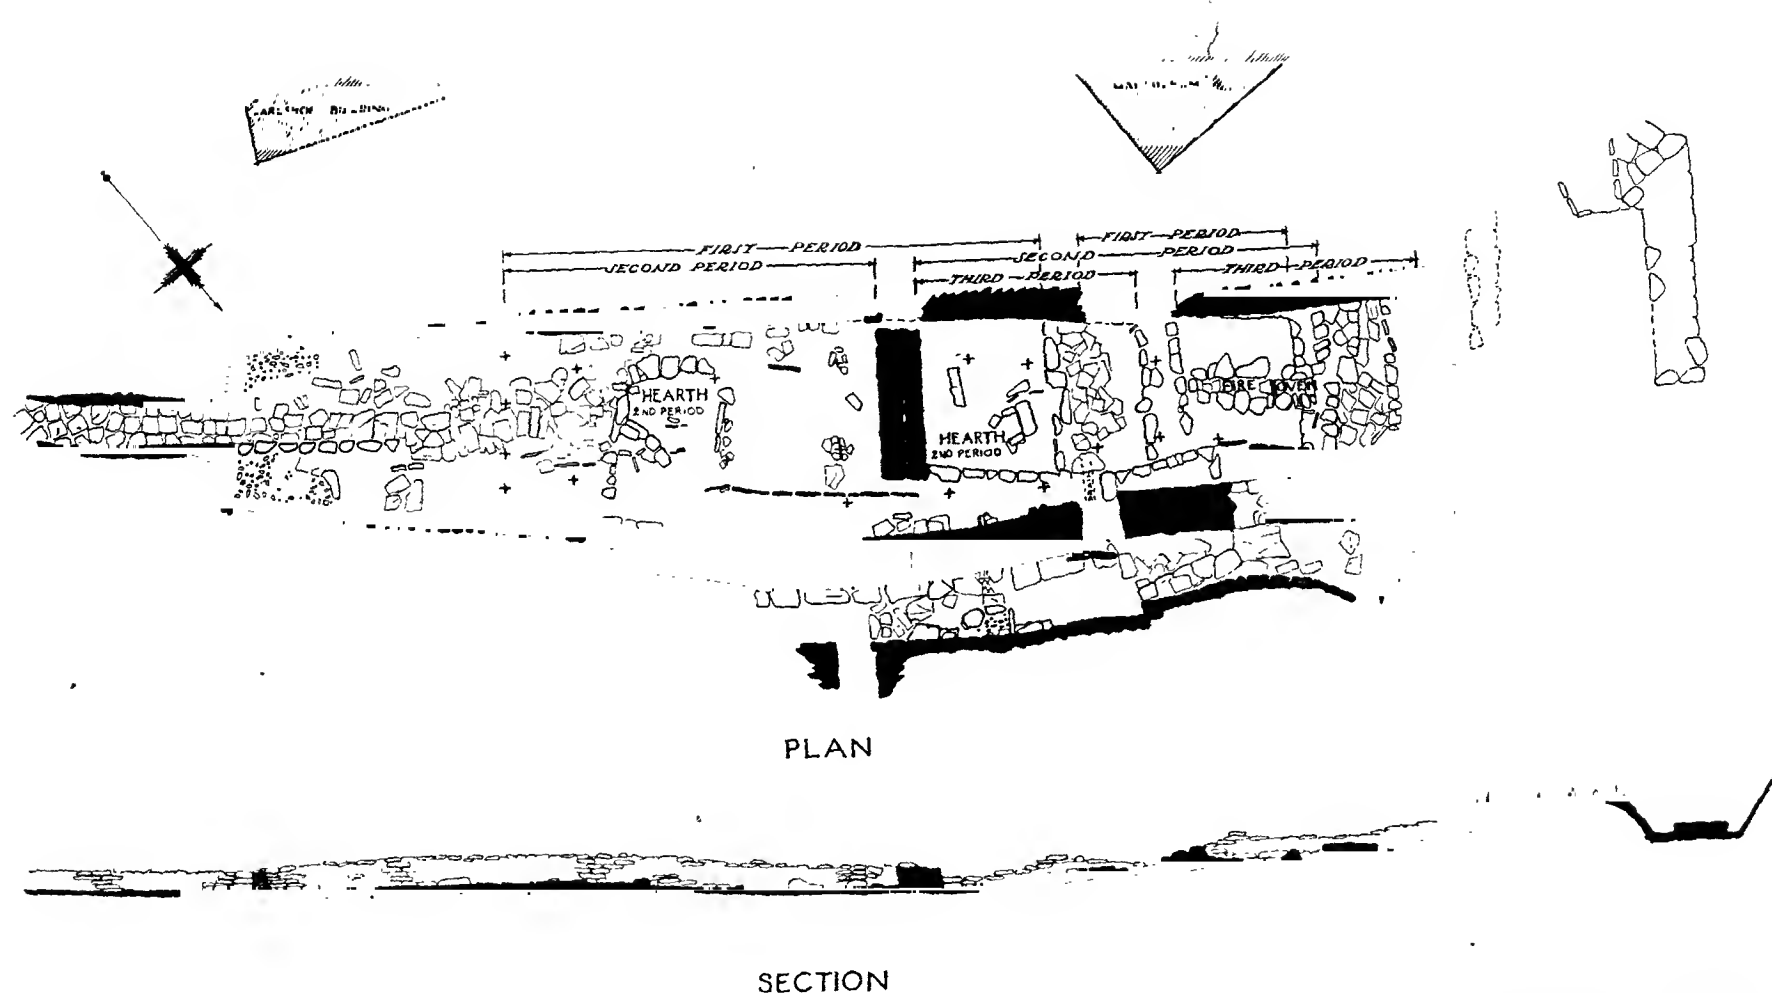 FIRST PERIOD
SECOND PERIOD
FIRST PERIOD
SECOND PERIOD
THIRD PERIOD
THIRD PERIOD
HEARTH
2ND PERIOD
HEARTH
2ND PERIOD
FIRE
OVEN
PLAN
SECTION